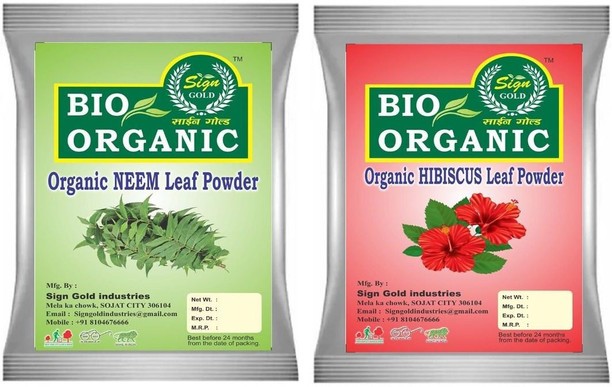 TM
Sign
GOLD
साईन गोल्ड
BIO
ORGANIC
Organic NEEM Leaf Powder
Mfg. By :
Sign Gold industries
Mela ka chowk, SOJAT CITY 306104
Email : Signgoldindustries@gmail.com
Mobile : +91 8104676666
Net Wt. :
Mfg. Dt. :
Exp. Dt. :
M.R.P. :
Best before 24 months
from the date of packing.
TM
Sign
GOLD
साईन गोल्ड
BIO
ORGANIC
Organic HIBISCUS Leaf Powder
Mfg. By :
Sign Gold industries
Mela ka chowk, SOJAT CITY 306104
Email : Signgoldindustries@gmail.com
Mobile : +91 8104676666
Net Wt. :
Mfg. Dt. :
Exp. Dt. :
M.R.P. :
Best before 24 months
from the date of packing.